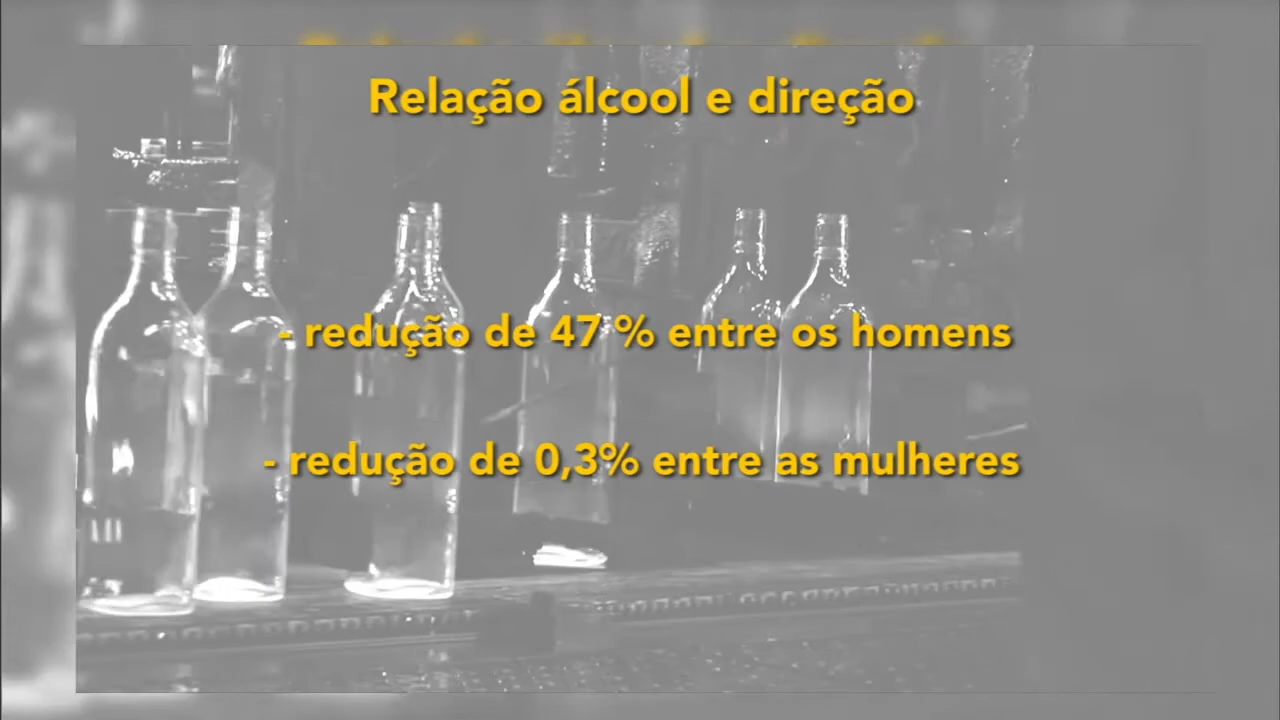 Relação álcool e direção
- redução de 47 % entre os homens
- redução de 0,3% entre as mulheres